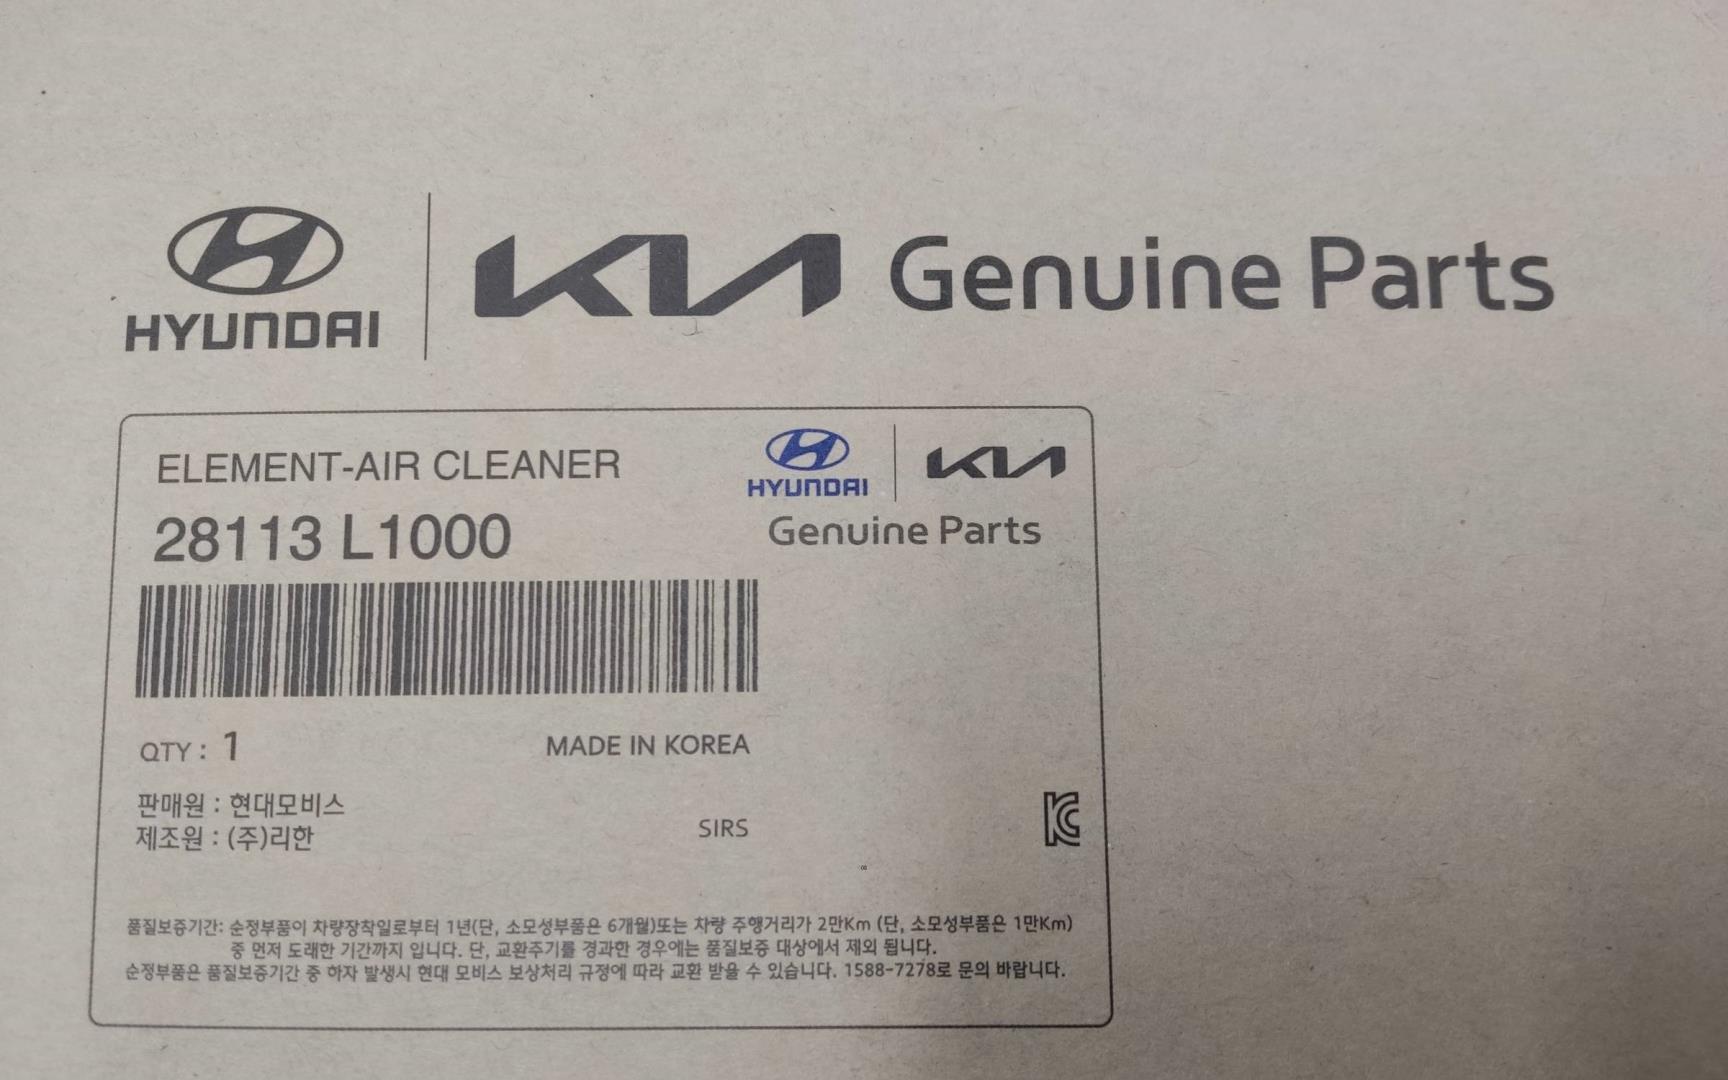 HYUNDAI KIA Genuine Parts
ELEMENT-AIR CLEANER
HYUNDAI KIA
28113 L1000
Genuine Parts
QTY : 1 MADE IN KOREA
판매원 : 현대모비스
제조원 : (주)리한
SIRS
품질보증기간: 순정부품이 차량장착일로부터 1년(단, 소모성부품은 6개월)또는 차량 주행거리가 2만Km (단, 소모성부품은 1만Km)
중 먼저 도래한 기간까지 입니다. 단, 교환주기를 경과한 경우에는 품질보증 대상에서 제외 됩니다.
순정부품은 품질보증기간 중 하자 발생시 현대 모비스 보상처리 규정에 따라 교환 받을 수 있습니다. 1588-7278로 문의 바랍니다.